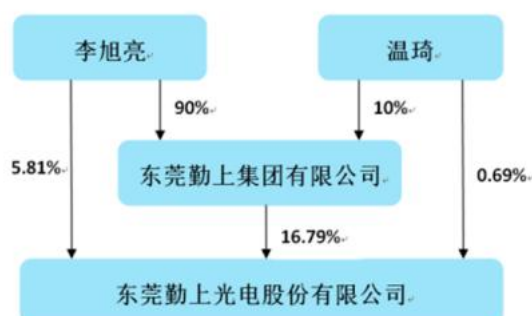 李旭亮
温琦
90%
10%
5.81%
东莞勤上集团有限公司
0.69%
16.79%
东莞勤上光电股份有限公司